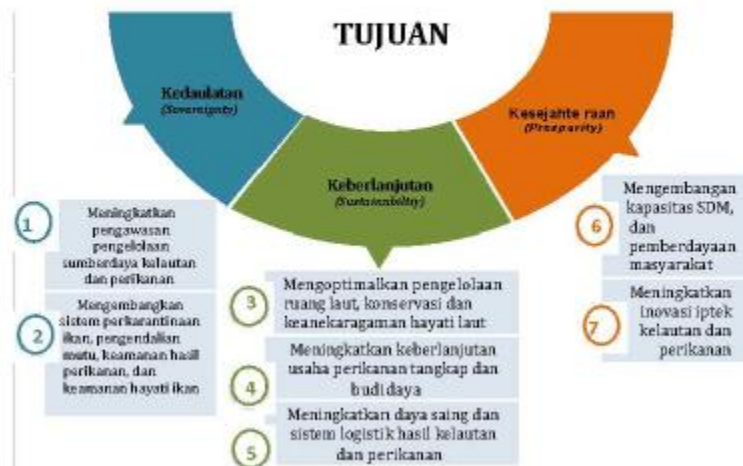 TUJUAN
Kedaulatan
(Sovereignty)
Keberlanjutan
(Sustainability)
Kesejahte raan
(Prosperity)
1
Meningkatkan
pengawasan
pengelolaan
sumberdaya kelautan
dan perikanan
2
Mengembangkan
sistem perkarantinaan
ikan, pengendalian
mutu, keamanan hasil
perikanan, dan
keamanan hayati ikan
3
Mengoptimalkan pengelolaan
ruang laut, konservasi dan
keanekaragaman hayati laut
4
Meningkatkan keberlanjutan
usaha perikanan tangkap dan
budidaya
5
Meningkatkan daya saing dan
sistem logistik hasil kelautan
dan perikanan
6
Mengembangan
kapasitas SDM,
dan
pemberdayaan
masyarakat
7
Meningkatkan
inovasi iptek
kelautan dan
perikanan